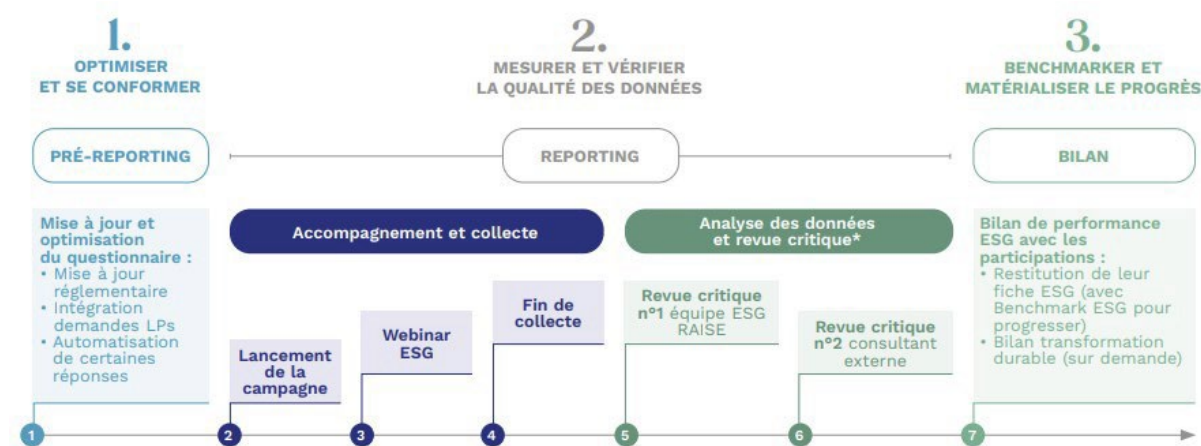 1.
OPTIMISER
ET SE CONFORMER
2.
MESURER ET VÉRIFIER
LA QUALITÉ DES DONNÉES
3.
BENCHMARKER ET
MATÉRIALISER LE PROGRÈS
PRÉ-REPORTING
REPORTING
BILAN
Mise à jour et
optimisation
du questionnaire :
• Mise à jour
réglementaire
• Intégration
demandes LPs
• Automatisation
de certaines
réponses
Accompagnement et collecte
Lancement
de la
campagne
Webinar
ESG
Fin de
collecte
Analyse des données
et revue critique*
Revue critique
n°1 équipe ESG
RAISE
Revue critique
n°2 consultant
externe
Bilan de performance
ESG avec les
participations :
• Restitution de leur
fiche ESG (avec
Benchmark ESG pour
progresser)
• Bilan transformation
durable (sur demande)
1
2
3
4
5
6
7